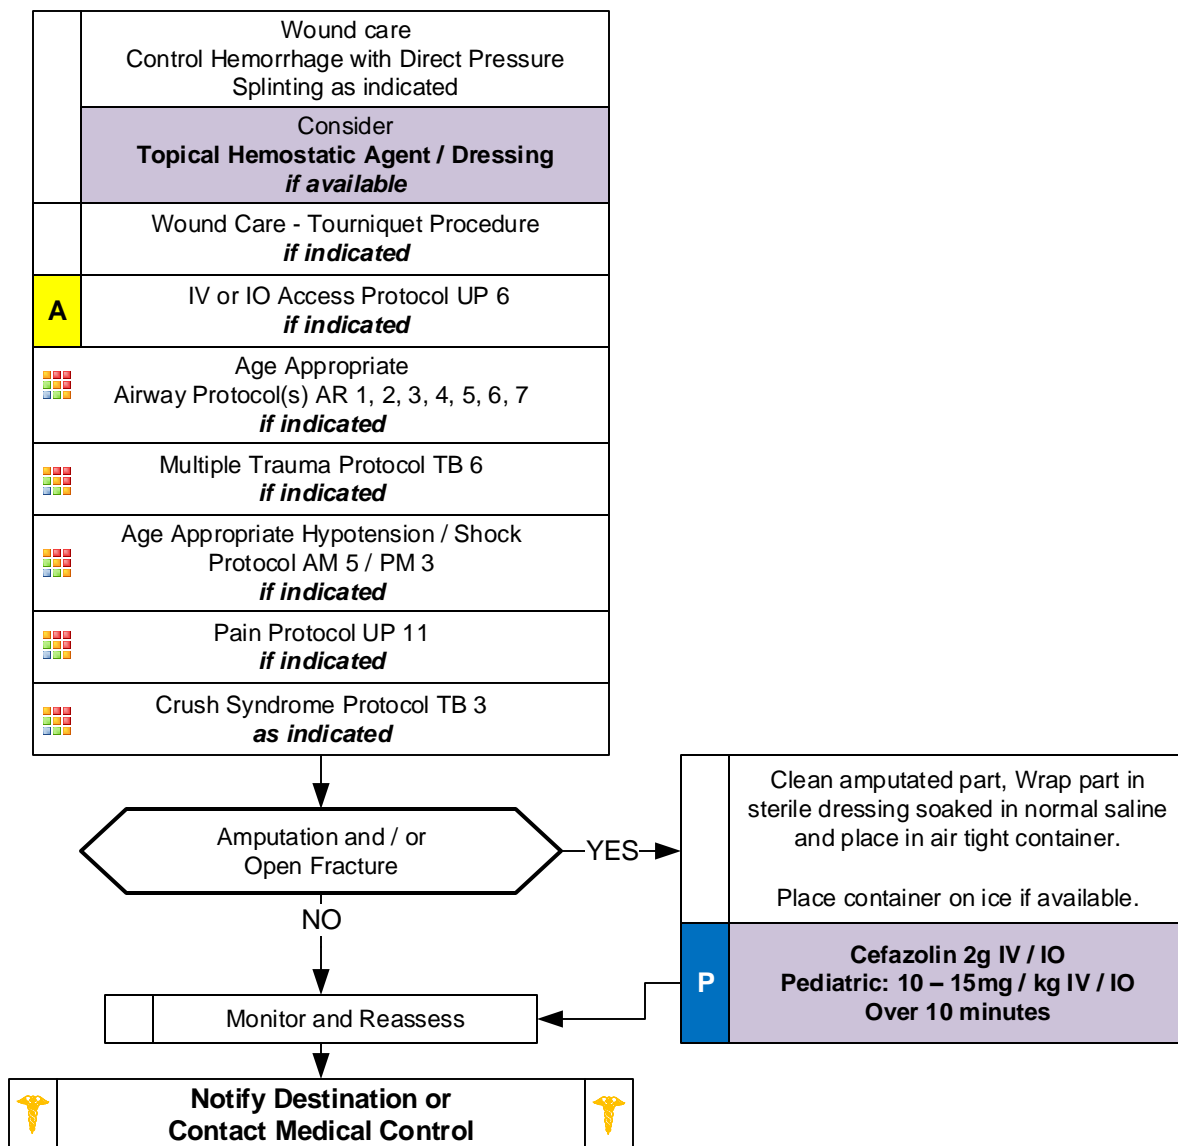 Wound care
Control Hemorrhage with Direct Pressure
Splinting as indicated
Consider
Topical Hemostatic Agent / Dressing
if available
Wound Care - Tourniquet Procedure
if indicated
A
IV or IO Access Protocol UP 6
if indicated
Age Appropriate
Airway Protocol(s) AR 1, 2, 3, 4, 5, 6, 7
if indicated
Multiple Trauma Protocol TB 6
if indicated
Age Appropriate Hypotension / Shock
Protocol AM 5 / PM 3
if indicated
Pain Protocol UP 11
if indicated
Crush Syndrome Protocol TB 3
as indicated
Amputation and / or
Open Fracture
YES
Clean amputated part, Wrap part in
sterile dressing soaked in normal saline
and place in air tight container.
Place container on ice if available.
P
Cefazolin 2g IV / IO
Pediatric: 10 – 15mg / kg IV / IO
Over 10 minutes
NO
Monitor and Reassess
Notify Destination or
Contact Medical Control